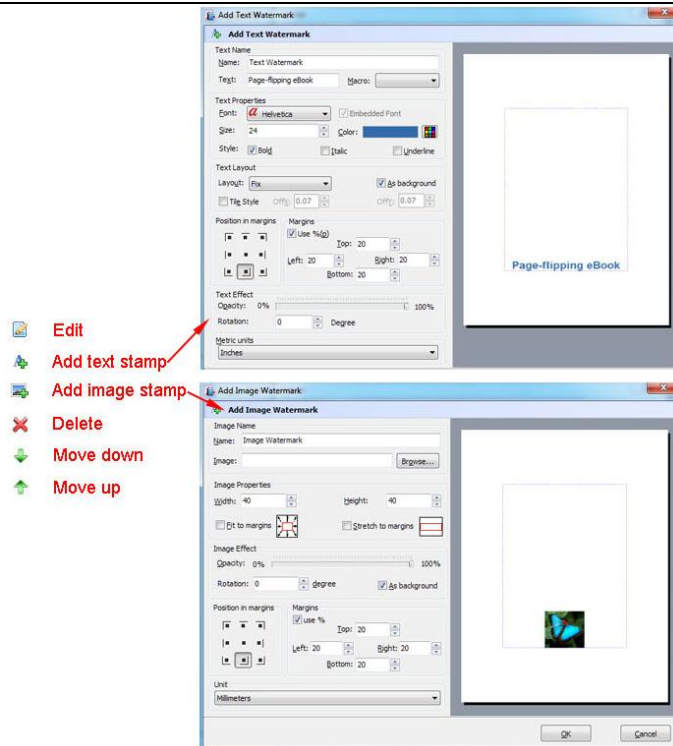 Add Text Watermark
Add Text Watermark
Text Name
Name: Text Watermark
Text: Page-flipping eBook Macro:
Text Properties
Font: a Helvetica Embedded Font
Size: 24 Color:
Style: Bold Italic Underline
Text Layout
Layout: Fix As background
Tile Style 0.07 0.07
Position in margins Margins
Use %(p)
Top: 20
Left: 20 Right: 20
Bottom: 20
Page-flipping eBook
Text Effect
Opacity: 0% 100%
Rotation: 0 Degree
Metric units
Inches
Edit
Add text stamp
Add image stamp
Delete
Move down
Move up
Add Image Watermark
Add Image Watermark
Image Name
Name: Image Watermark
Image: Browse...
Image Properties
Width: 40 Height: 40
Fit to margins Stretch to margins
Image Effect
Opacity: 0% 100%
Rotation: 0 degree As background
Position in margins Margins
use %
Top: 20
Left: 20 Right: 20
Bottom: 20
Unit
Millimeters
OK Cancel